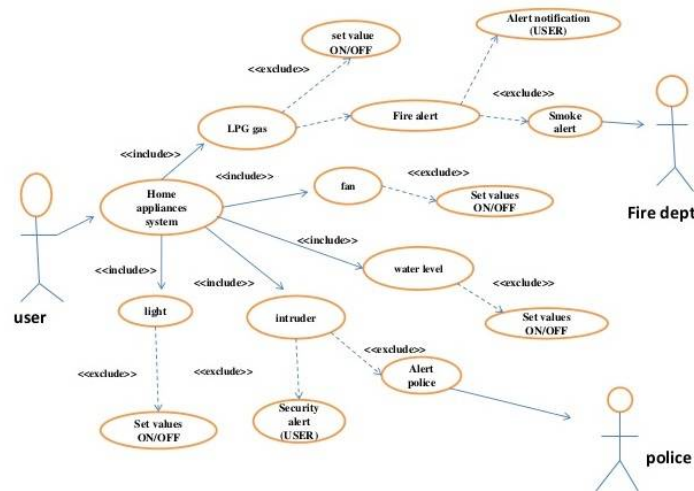 set value
ON/OFF
Alert notification
(USER)
<<exclude>>
<<exclude>>
LPG gas
Fire alert
Smoke
alert
<<include>>
<<include>>
<<exclude>>
Home
appliances
system
fan
Set values
ON/OFF
Fire dept
<<include>>
<<include>>
<<include>>
water level
<<exclude>>
user
light
intruder
Set values
ON/OFF
<<exclude>>
<<exclude>>
<<exclude>>
Alert
police
Set values
ON/OFF
Security
alert
(USER)
police